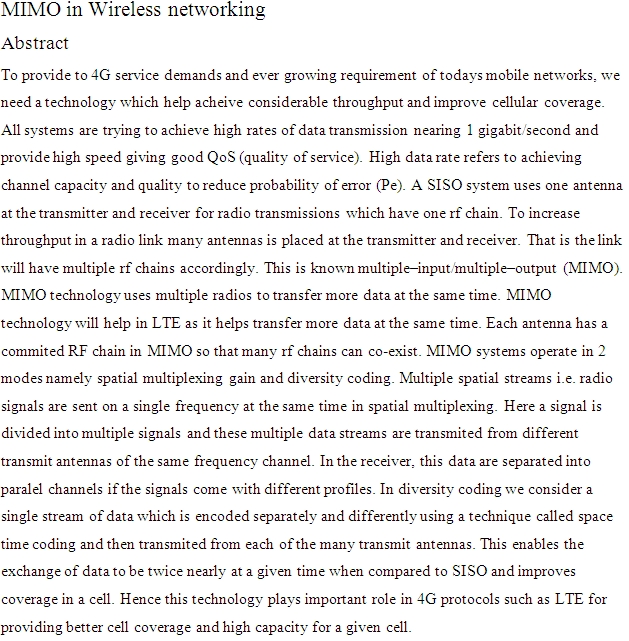 MIMO in Wireless networking
Abstract
To provide to 4G service demands and ever growing requirement of todays mobile networks, we
need a technology which help acheive considerable throughput and improve cellular coverage.
All systems are trying to achieve high rates of data transmission nearing 1 gigabit/second and
provide high speed giving good QoS (quality of service). High data rate refers to achieving
channel capacity and quality to reduce probability of error (Pe). A SISO system uses one antenna
at the transmitter and receiver for radio transmissions which have one rf chain. To increase
throughput in a radio link many antennas is placed at the transmitter and receiver. That is the link
will have multiple rf chains accordingly. This is known multiple–input/multiple–output (MIMO).
MIMO technology uses multiple radios to transfer more data at the same time. MIMO
technology will help in LTE as it helps transfer more data at the same time. Each antenna has a
commited RF chain in MIMO so that many rf chains can co-exist. MIMO systems operate in 2
modes namely spatial multiplexing gain and diversity coding. Multiple spatial streams i.e. radio
signals are sent on a single frequency at the same time in spatial multiplexing. Here a signal is
divided into multiple signals and these multiple data streams are transmited from different
transmit antennas of the same frequency channel. In the receiver, this data are separated into
paralel channels if the signals come with different profiles. In diversity coding we consider a
single stream of data which is encoded separately and differently using a technique called space
time coding and then transmited from each of the many transmit antennas. This enables the
exchange of data to be twice nearly at a given time when compared to SISO and improves
coverage in a cell. Hence this technology plays important role in 4G protocols such as LTE for
providing better cell coverage and high capacity for a given cell.